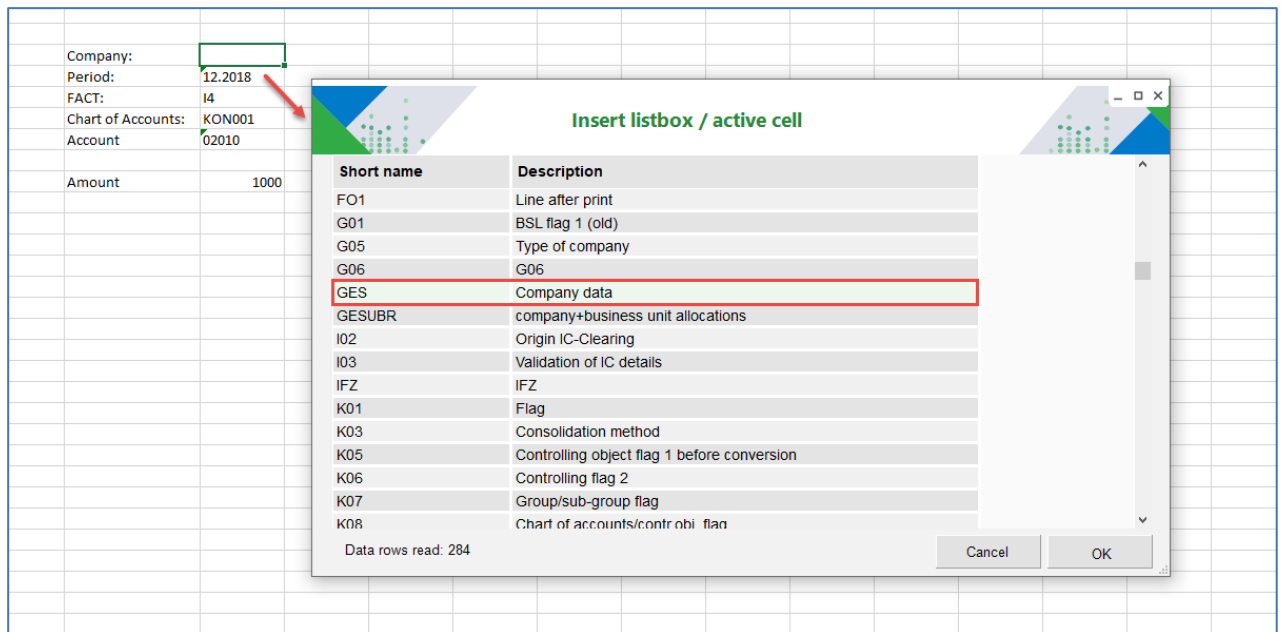 Company:
Period: 12.2018
FACT: I4
Chart of Accounts: KON001
Account 02010
Amount 1000
Insert listbox / active cell
Short name Description
FO1 Line after print
G01 BSL flag 1 (old)
G05 Type of company
G06 G06
GES Company data
GESUBR company+business unit allocations
I02 Origin IC-Clearing
I03 Validation of IC details
IFZ IFZ
K01 Flag
K03 Consolidation method
K05 Controlling object flag 1 before conversion
K06 Controlling flag 2
K07 Group/sub-group flag
K08 Chart of accounts/contr obj. flag
Data rows read: 284
Cancel OK